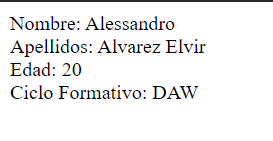 Nombre: Alessandro
Apellidos: Alvarez Elvir
Edad: 20
Ciclo Formativo: DAW